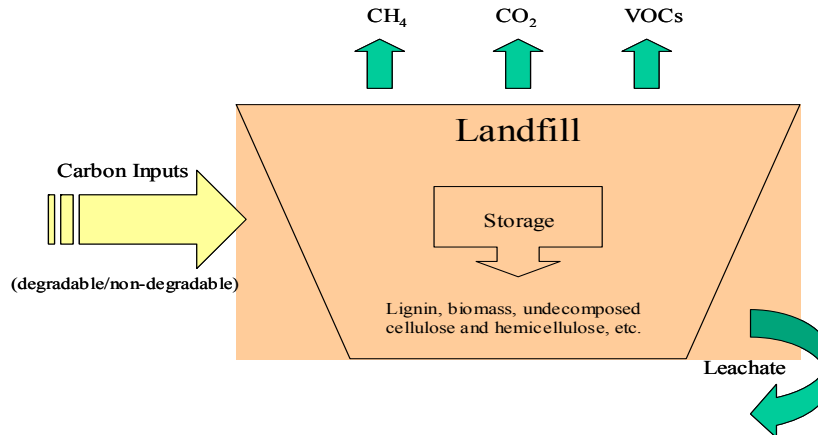 CH₄ CO₂ VOCs
Landfill
Carbon Inputs
Storage
(degradable/non-degradable)
Lignin, biomass, undecomposed
cellulose and hemicellulose, etc.
Leachate